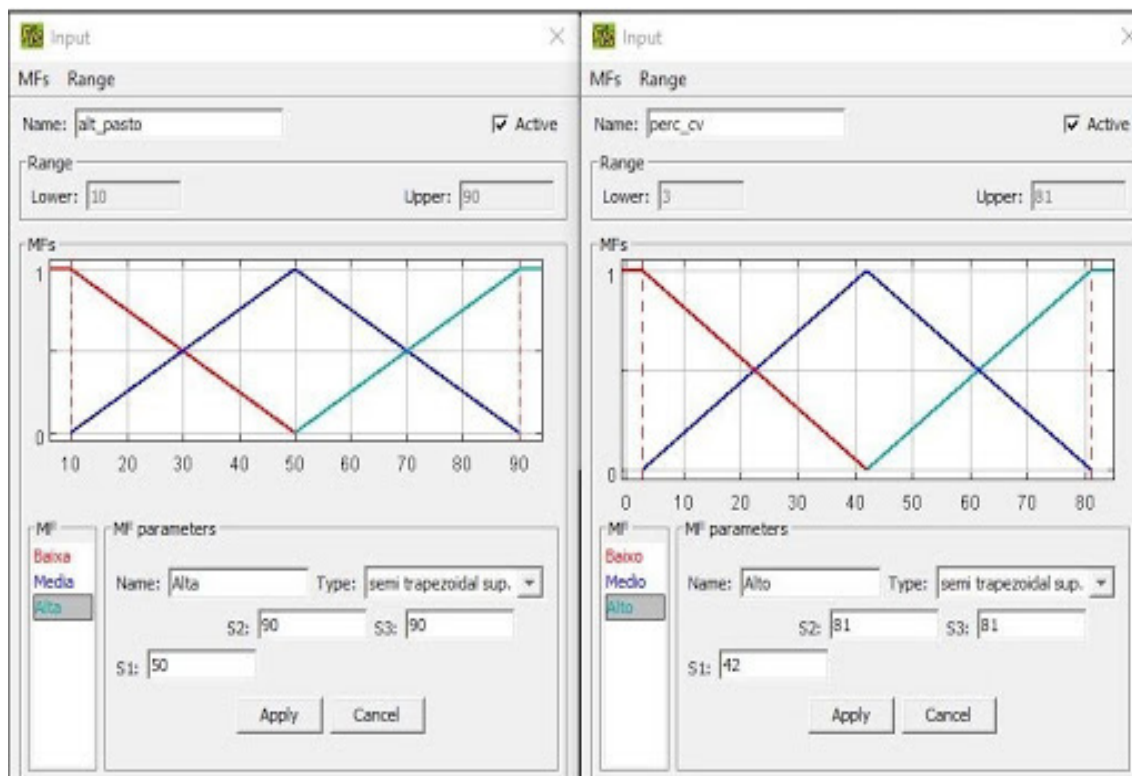 Input
MFs Range
Name: alt_pasto Active
Range
Lower: 10 Upper: 90
MFs
1
0
10 20 30 40 50 60 70 80 90
MF
Baixa
Media
Alta
MF parameters
Name: Alta Type: semi trapezoidal sup.
S2: 90 S3: 90
S1: 50
Apply Cancel
Input
MFs Range
Name: perc_cv Active
Range
Lower: 3 Upper: 81
MFs
1
0
0 10 20 30 40 50 60 70 80
MF
Baixo
Medio
Alto
MF parameters
Name: Alto Type: semi trapezoidal sup.
S2: 81 S3: 81
S1: 42
Apply Cancel